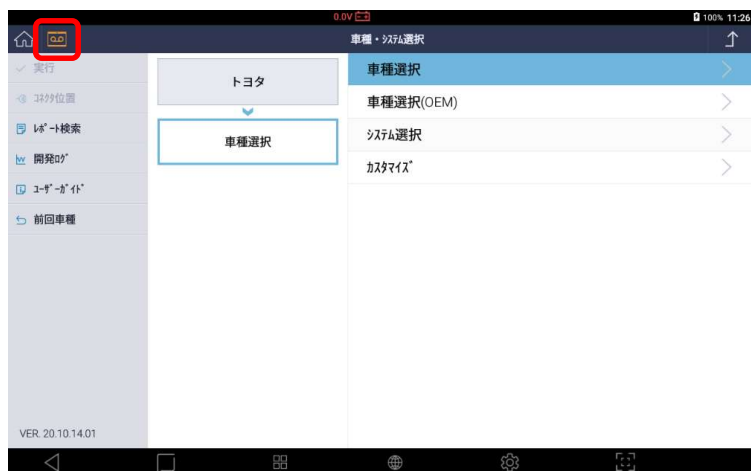 0.0V
100% 11:26
車種・ｼｽﾃﾑ選択
実行
ｺﾈｸﾀ位置
ﾚﾎﾟｰﾄ検索
開発ﾛｸﾞ
ﾕｰｻﾞｰｶﾞｲﾄﾞ
前回車種
VER. 20.10.14.01
トヨタ
車種選択
車種選択
車種選択(OEM)
ｼｽﾃﾑ選択
ｶｽﾀﾏｲｽﾞ